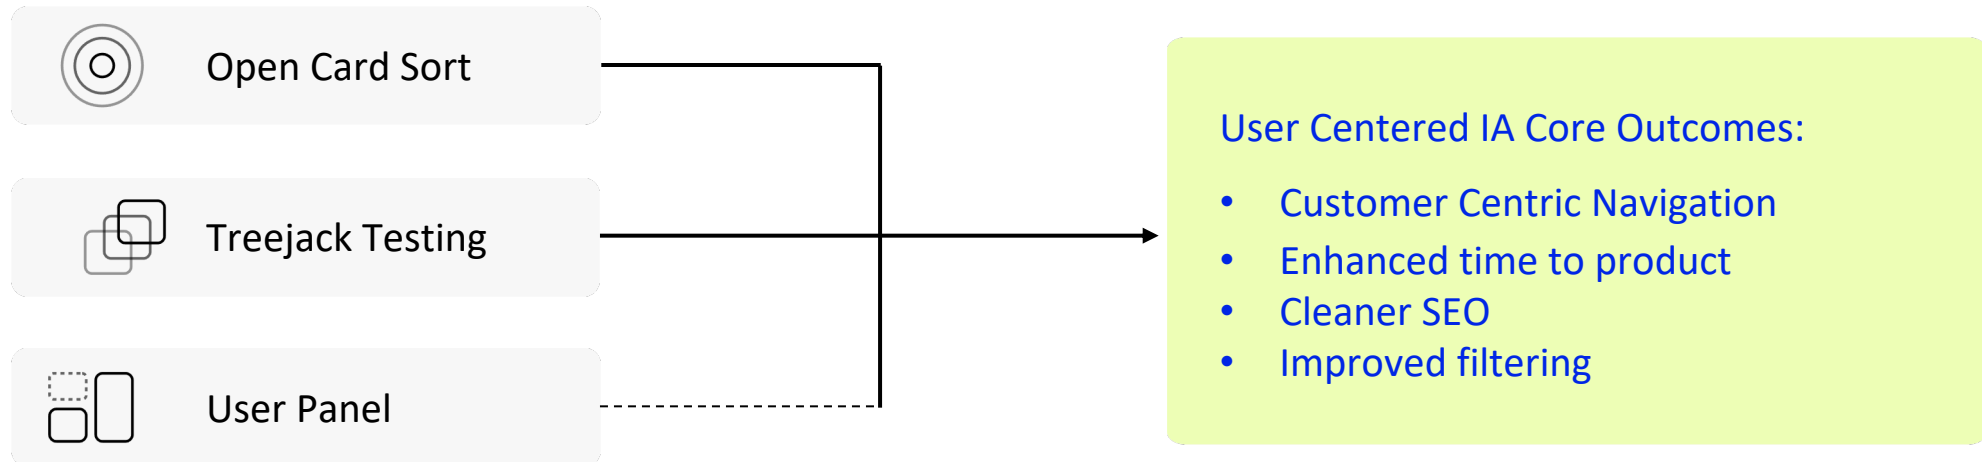 Open Card Sort
Treejack Testing
User Panel
User Centered IA Core Outcomes:
• Customer Centric Navigation
• Enhanced time to product
• Cleaner SEO
• Improved filtering